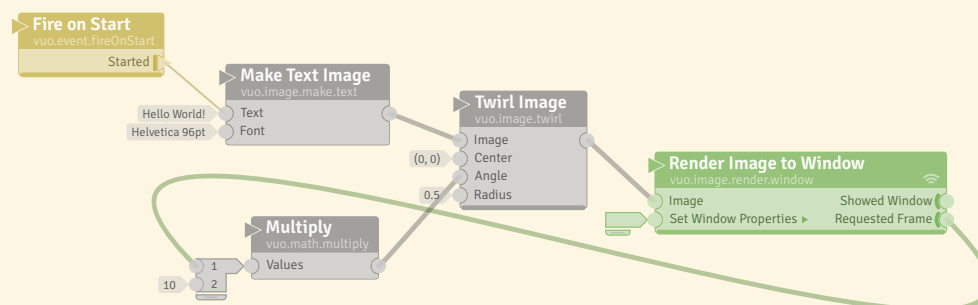 Fire on Start
vuo.event.fireOnStart
Started
Make Text Image
vuo.image.make.text
Hello World!
Text
Helvetica 96pt
Font
Twirl Image
vuo.image.twirl
Image
(0, 0)
Center
Angle
0.5
Radius
Render Image to Window
vuo.image.render.window
Image
Showed Window
Set Window Properties
Requested Frame
Multiply
vuo.math.multiply
1
Values
10
2